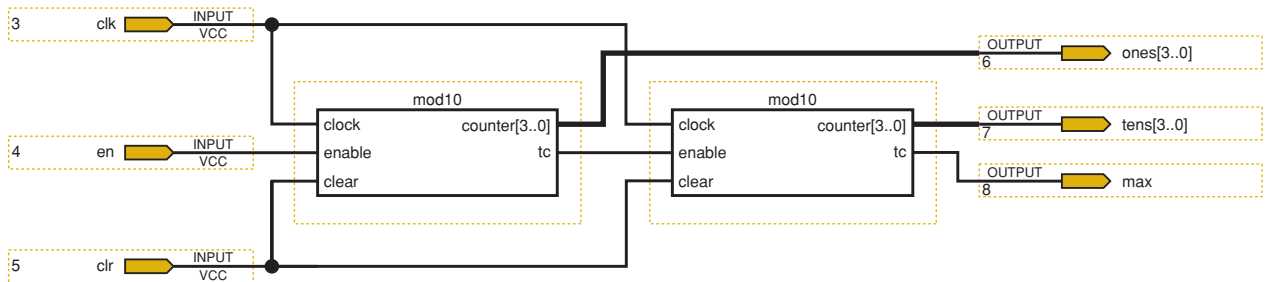 3 clk INPUT
VCC
OUTPUT
6 ones[3..0]
mod10
clock counter[3..0]
enable tc
clear
mod10
clock counter[3..0]
enable tc
clear
OUTPUT
7 tens[3..0]
4 en INPUT
VCC
OUTPUT
8 max
5 clr INPUT
VCC